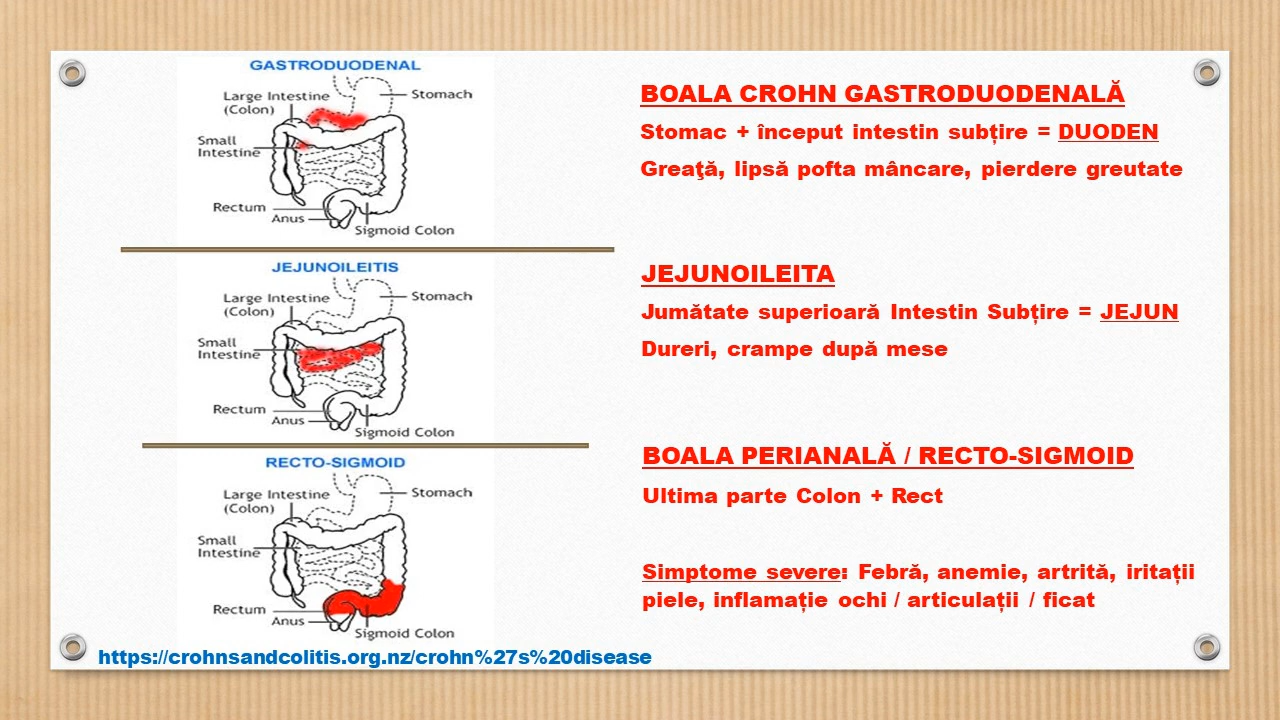 GASTRODUODENAL
Large Intestine
(Colon)
Stomach
Small
Intestine
Rectum
Anus
Sigmoid Colon
BOALA CROHN GASTRODUODENALĂ
Stomac + început intestin subțire = DUODEN
Greaţă, lipsă pofta mâncare, pierdere greutate
JEJUNOILEITIS
Large Intestine
(Colon)
Stomach
Small
Intestine
Rectum
Anus
Sigmoid Colon
JEJUNOILEITA
Jumătate superioară Intestin Subțire = JEJUN
Dureri, crampe după mese
RECTO-SIGMOID
Large Intestine
(Colon)
Stomach
Small
Intestine
Rectum
Anus
Sigmoid Colon
BOALA PERIANALĂ / RECTO-SIGMOID
Ultima parte Colon + Rect
Simptome severe: Febră, anemie, artrită, iritații
piele, inflamație ochi / articulații / ficat
https://crohnsandcolitis.org.nz/crohn%27s%20disease